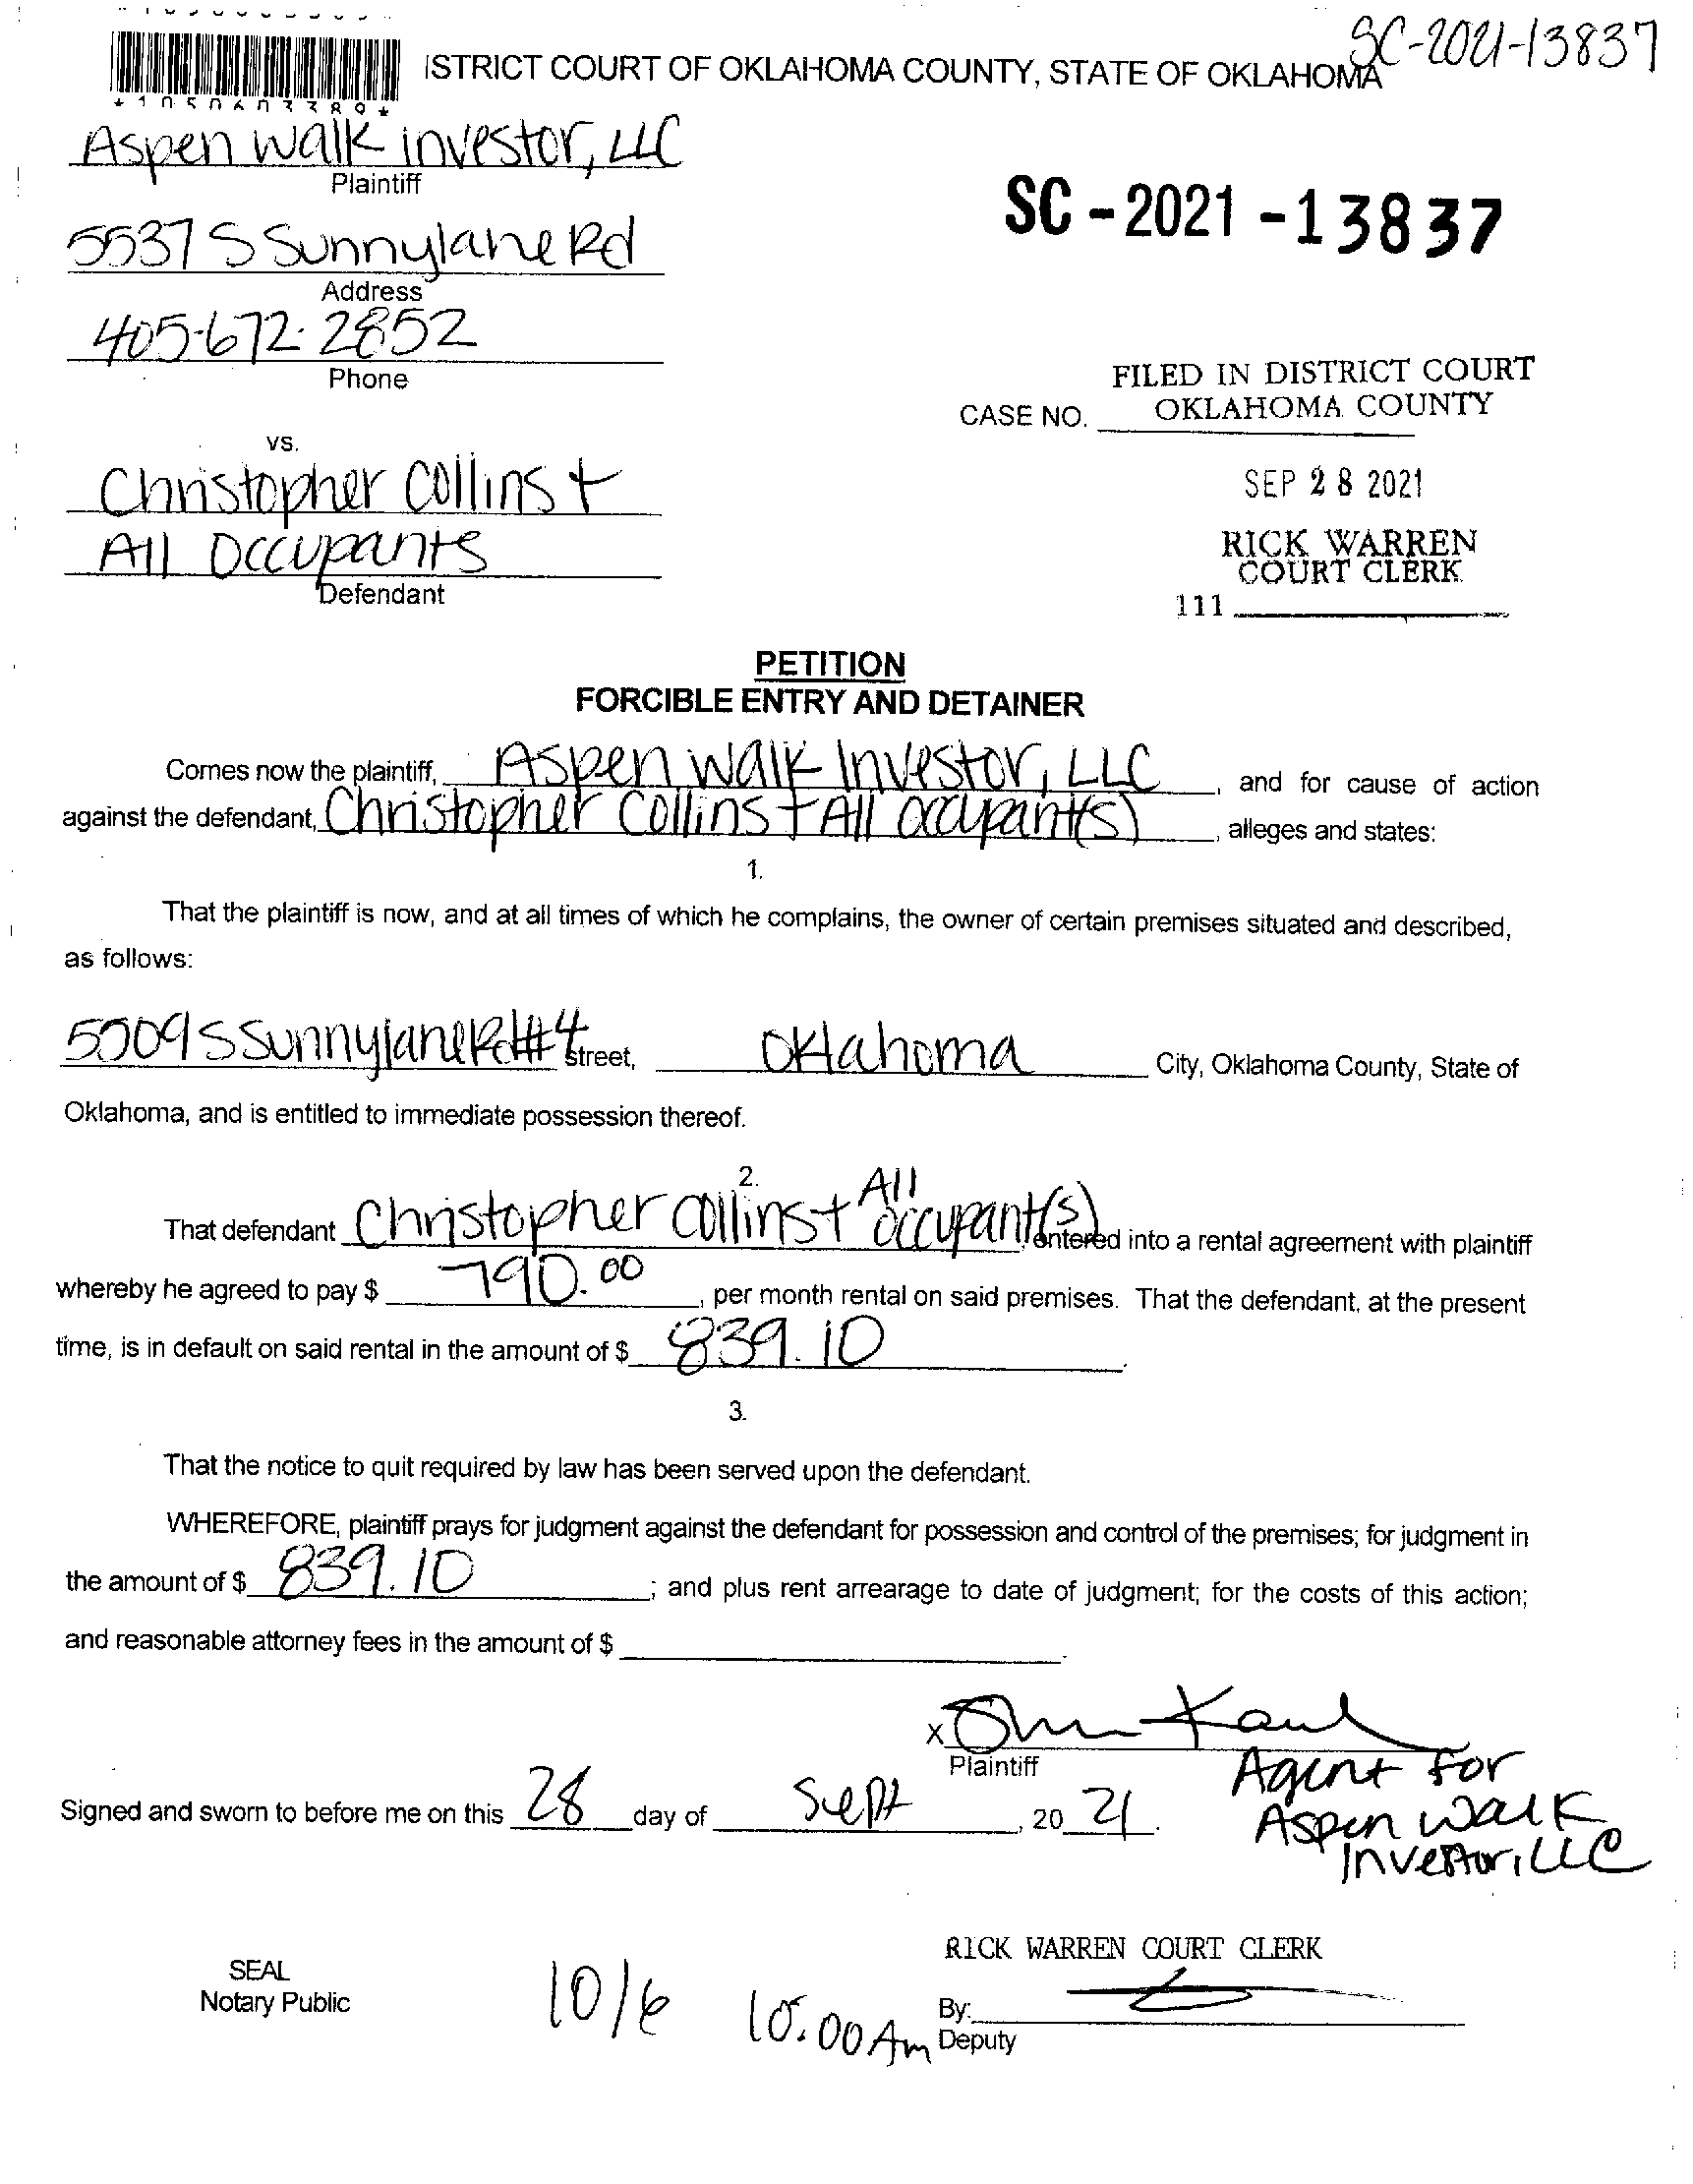 SC-2021-13837
ISTRICT COURT OF OKLAHOMA COUNTY, STATE OF OKLAHOMA
Aspen Walk investor, LLC
Plaintiff
SC - 2021 - 13837
5537 S Sunnylane Rd
Address
405-672-2852
Phone
FILED IN DISTRICT COURT
CASE NO. OKLAHOMA COUNTY
vs.
Christopher Collins +
SEP 28 2021
All Occupants
RICK WARREN
COURT CLERK
Defendant
111
PETITION
FORCIBLE ENTRY AND DETAINER
Comes now the plaintiff, Aspen Walk Investor, LLC, and for cause of action
against the defendant, Christopher Collins + All occupant(s), alleges and states:
1.
That the plaintiff is now, and at all times of which he complains, the owner of certain premises situated and described,
as follows:
5509 S Sunnylane Rd #4 street, Oklahoma City, Oklahoma County, State of
Oklahoma, and is entitled to immediate possession thereof.
2.
That defendant Christopher Collins + All occupant(s), entered into a rental agreement with plaintiff
whereby he agreed to pay $ 790.00, per month rental on said premises. That the defendant, at the present
time, is in default on said rental in the amount of $ 839.10.
3.
That the notice to quit required by law has been served upon the defendant.
WHEREFORE, plaintiff prays for judgment against the defendant for possession and control of the premises; for judgment in
the amount of $ 839.10; and plus rent arrearage to date of judgment; for the costs of this action;
and reasonable attorney fees in the amount of $ .
X
Plaintiff
Agent for
Aspen Walk
Investor, LLC
Signed and sworn to before me on this 28 day of Sept, 20 21.
RICK WARREN COURT CLERK
SEAL
Notary Public
10/6
10:00 Am
By:
Deputy